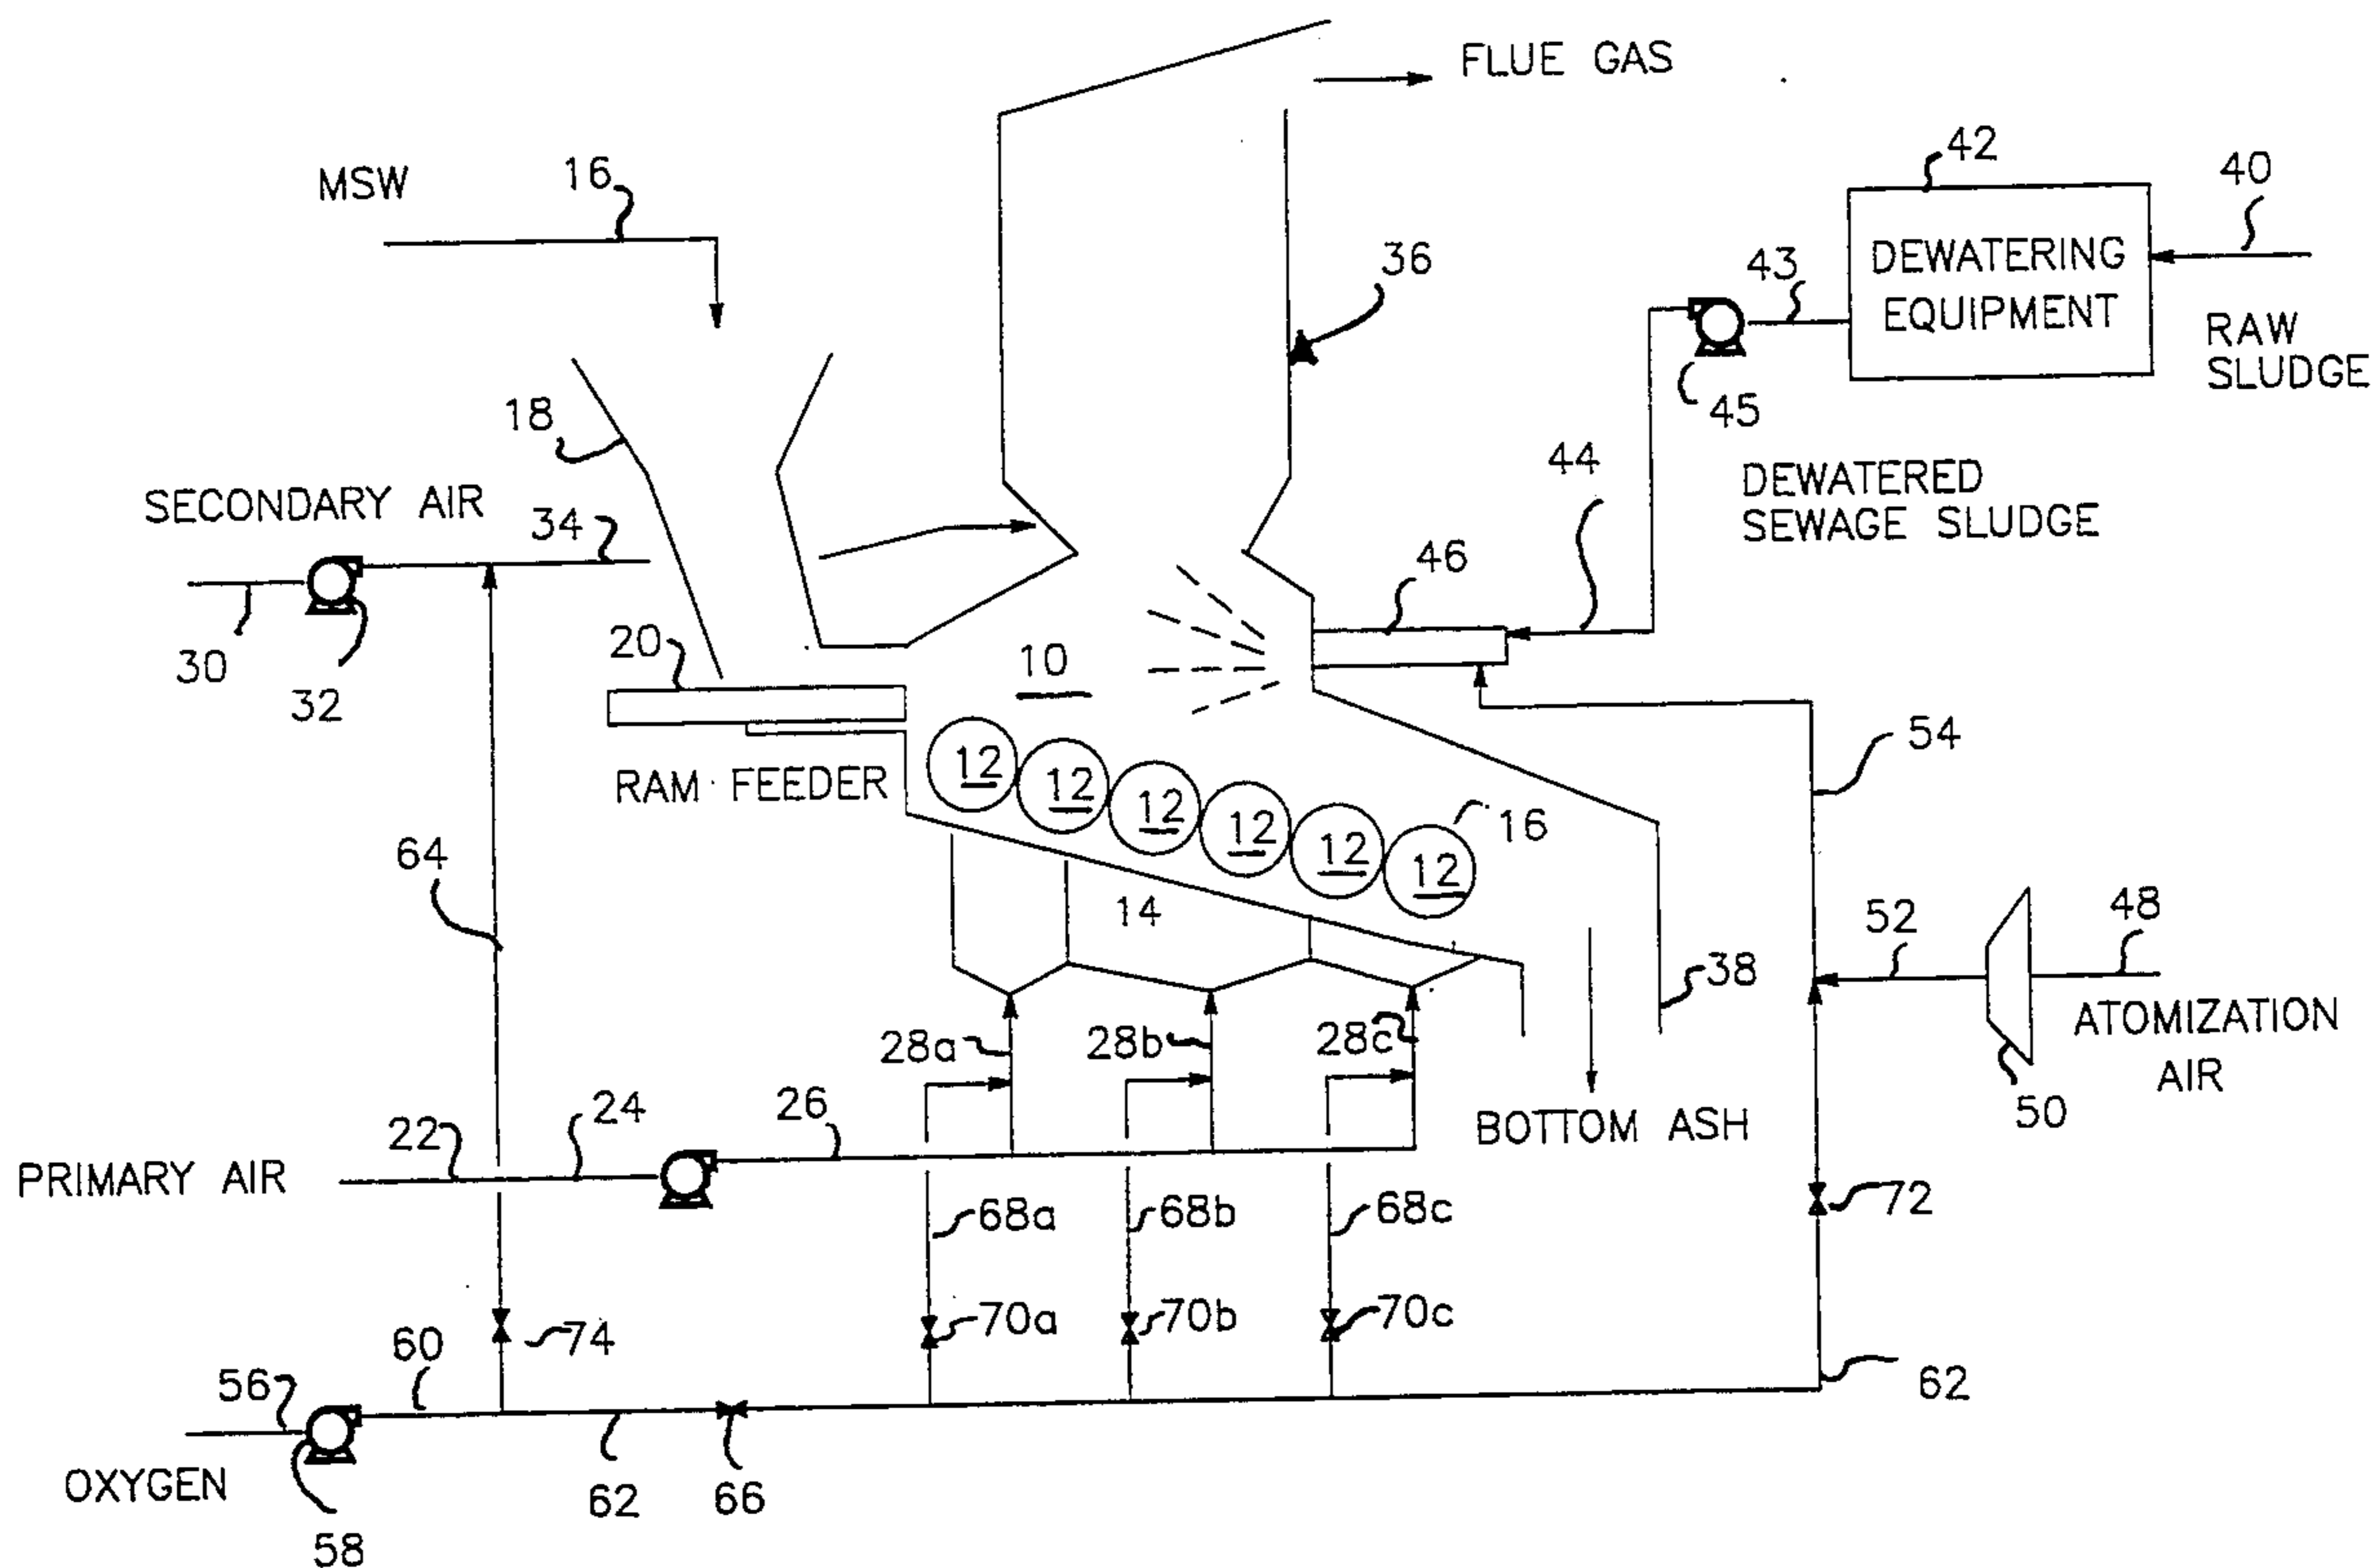 FLUE GAS
42
40
MSW
16
DEWATERING
EQUIPMENT
36
43
RAW
SLUDGE
18
45
44
DEWATERED
SEWAGE SLUDGE
SECONDARY AIR
34
46
30
32
20
10
54
RAM FEEDER
12
12
12
12
12
12
16
64
14
52
48
38
28a
28b
28c
ATOMIZATION
AIR
50
22
24
26
BOTTOM ASH
PRIMARY AIR
68a
68b
68c
72
74
70a
70b
70c
60
56
62
62
66
OXYGEN
58